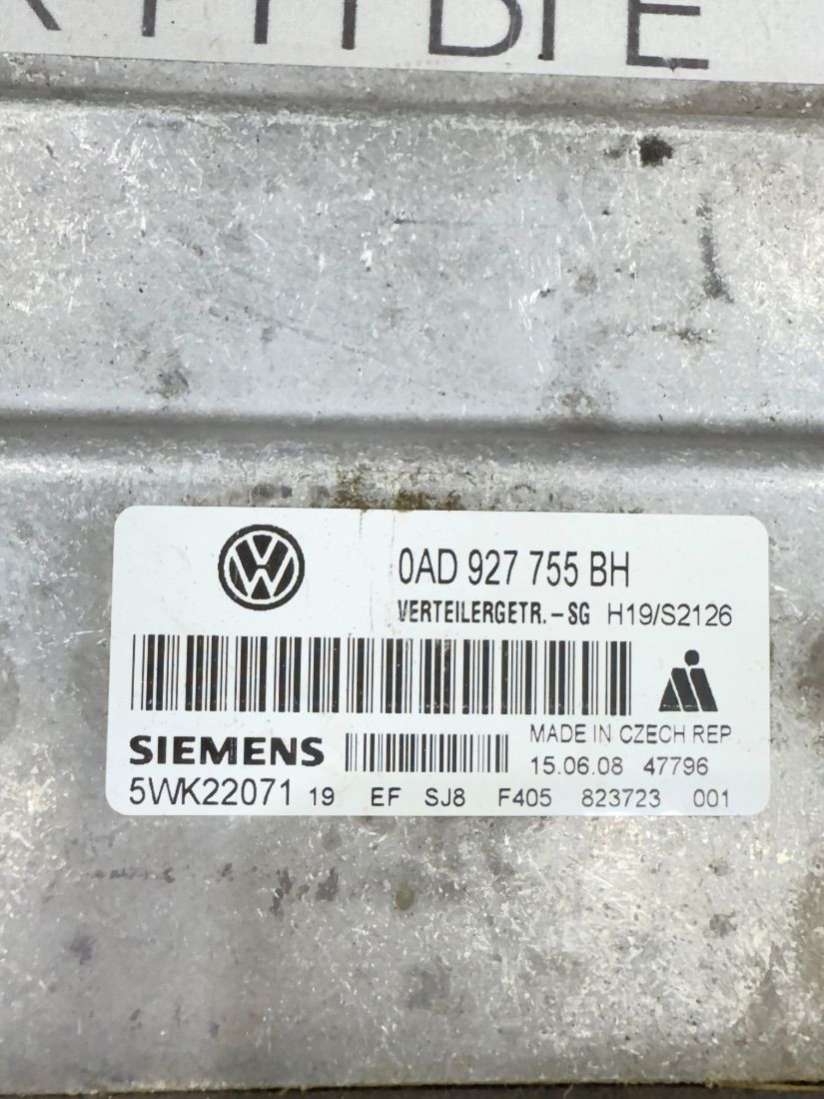 0AD 927 755 BH
VERTEILERGETR.-SG H19/S2126
SIEMENS
MADE IN CZECH REP
15.06.08 47796
5WK22071 19 EF SJ8 F405 823723 001